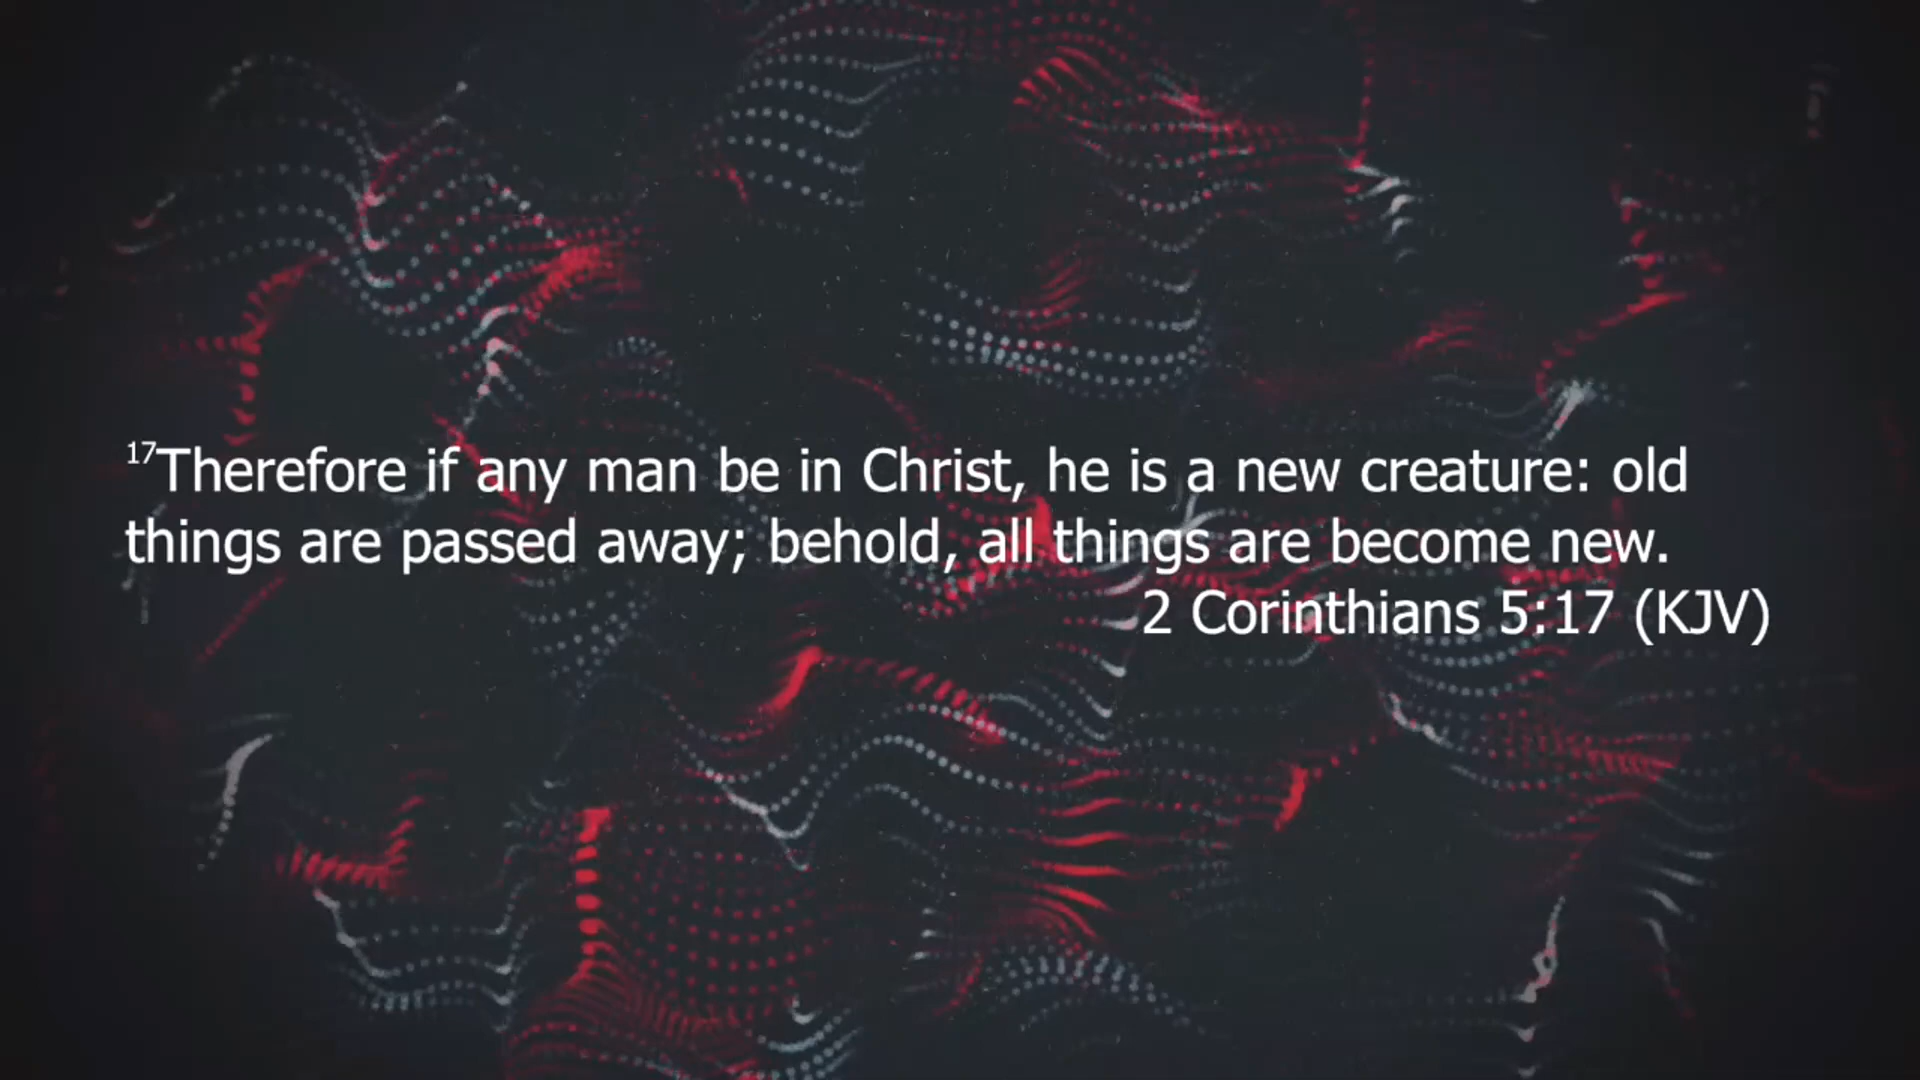 17Therefore if any man be in Christ, he is a new creature: old
things are passed away; behold, all things are become new.
2 Corinthians 5:17 (KJV)